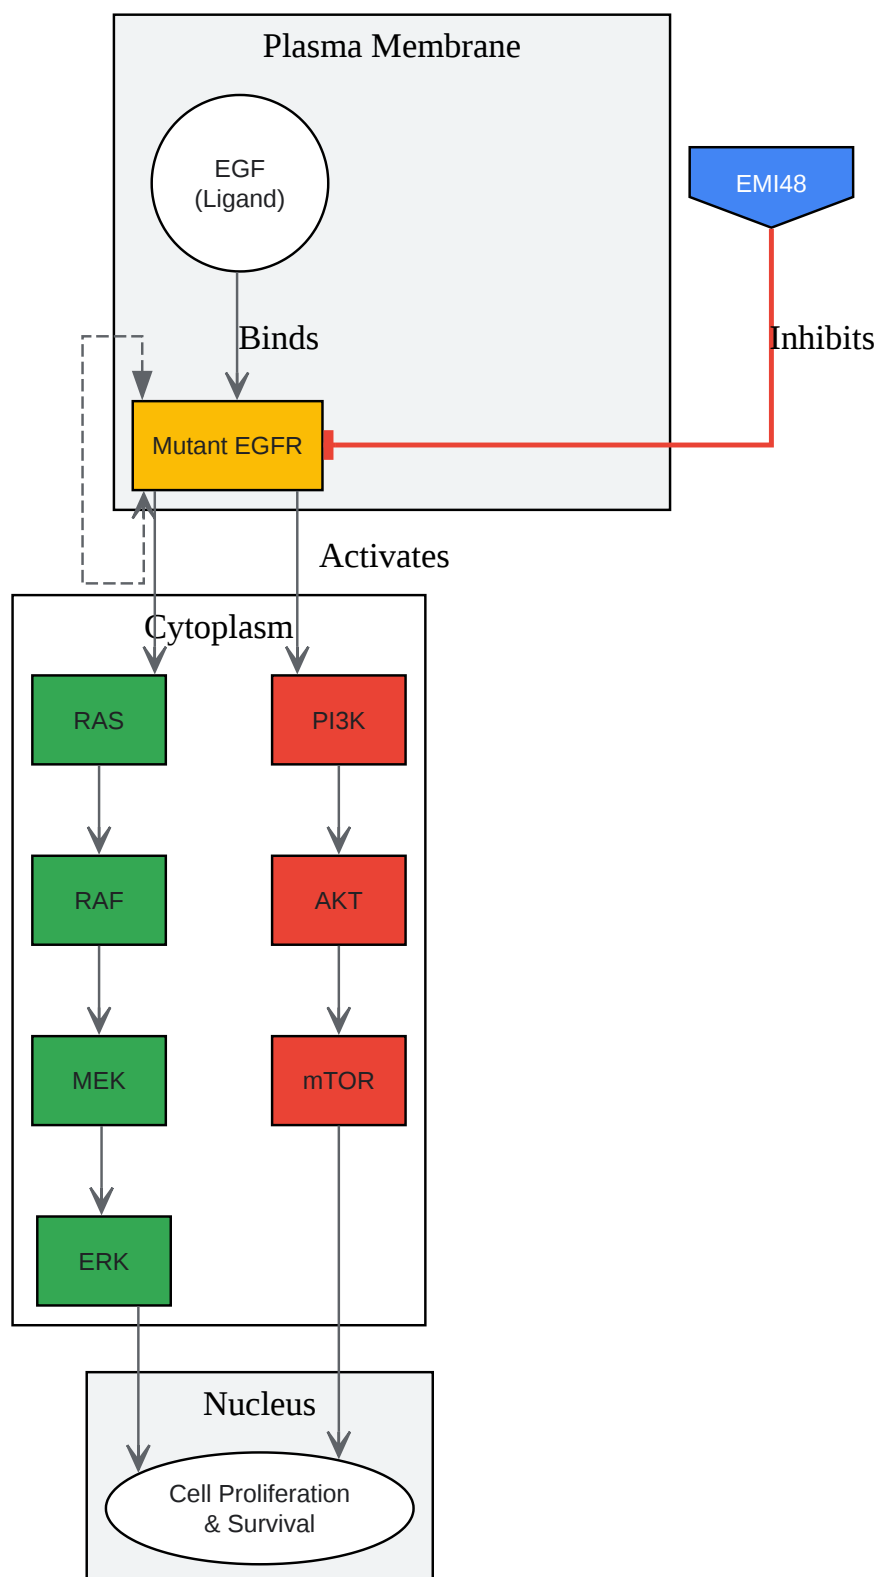 Plasma Membrane
EGF
(Ligand)
EMI48
Binds
Inhibits
Mutant EGFR
Activates
Cytoplasm
RAS
PI3K
RAF
AKT
MEK
mTOR
ERK
Nucleus
Cell Proliferation
& Survival